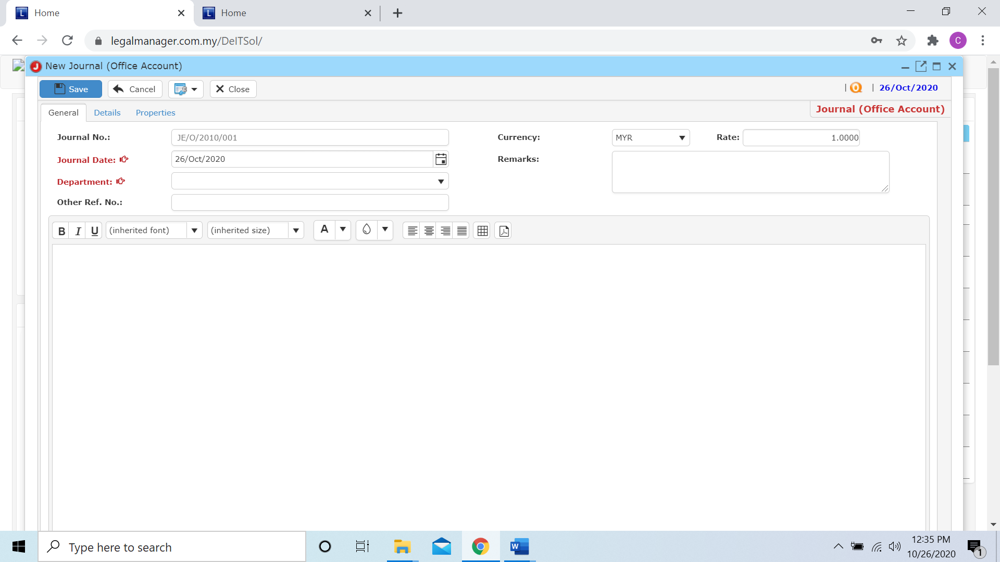 Home
Home
legalmanager.com.my/DeITSol/
New Journal (Office Account)
Save
Cancel
Close
| | 26/Oct/2020
General
Details
Properties
Journal (Office Account)
Journal No.: JE/O/2010/001
Currency: MYR
Rate: 1.0000
Journal Date: 26/Oct/2020
Remarks:
Department:
Other Ref. No.:
B I U (inherited font) (inherited size) A
Type here to search
12:35 PM
10/26/2020
1